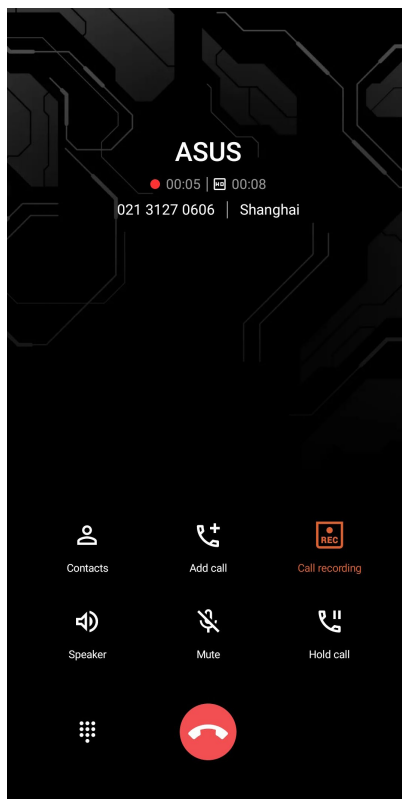 ASUS
00:05 | HD 00:08
021 3127 0606 | Shanghai
Contacts
Add call
REC
Call recording
Speaker
Mute
Hold call